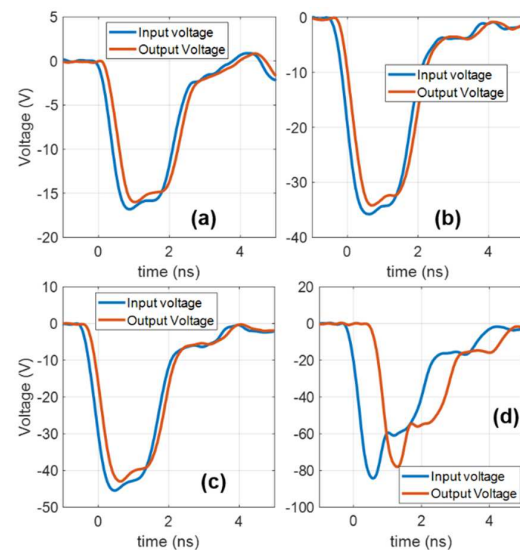 5
0
-5
-10
-15
-20
Voltage (V)
Input voltage
Output Voltage
(a)
0 2 4
time (ns)
0
-10
-20
-30
-40
Input voltage
Output Voltage
(b)
0 2 4
time (ns)
10
0
-10
-20
-30
-40
-50
Voltage (V)
Input voltage
Output Voltage
(c)
0 2 4
time (ns)
20
0
-20
-40
-60
-80
-100
(d)
Input voltage
Output Voltage
0 2 4
time (ns)